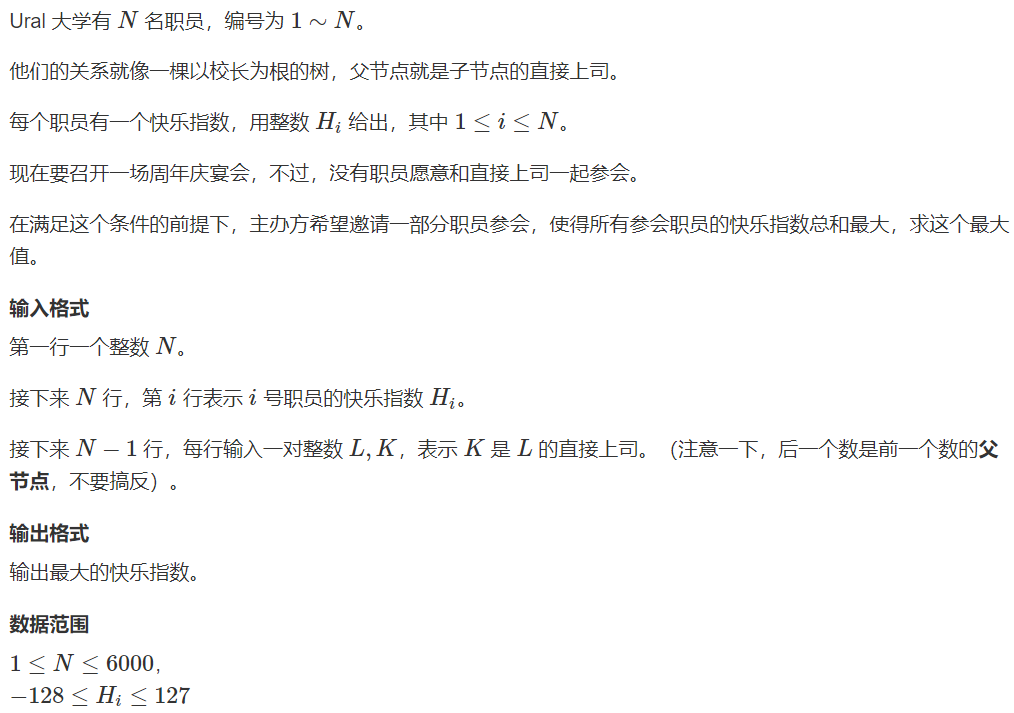 Ural 大学有 N 名职员，编号为 1 ∼ N。
他们的关系就像一棵以校长为根的树，父节点就是子节点的直接上司。
每个职员有一个快乐指数，用整数 H_i 给出，其中 1 ≤ i ≤ N。
现在要召开一场周年庆宴会，不过，没有职员愿意和直接上司一起参会。
在满足这个条件的前提下，主办方希望邀请一部分职员参会，使得所有参会职员的快乐指数总和最大，求这个最大
值。
输入格式
第一行一个整数 N。
接下来 N 行，第 i 行表示 i 号职员的快乐指数 H_i。
接下来 N − 1 行，每行输入一对整数 L, K，表示 K 是 L 的直接上司。（注意一下，后一个数是前一个数的父
节点，不要搞反）。
输出格式
输出最大的快乐指数。
数据范围
1 ≤ N ≤ 6000,
−128 ≤ H_i ≤ 127